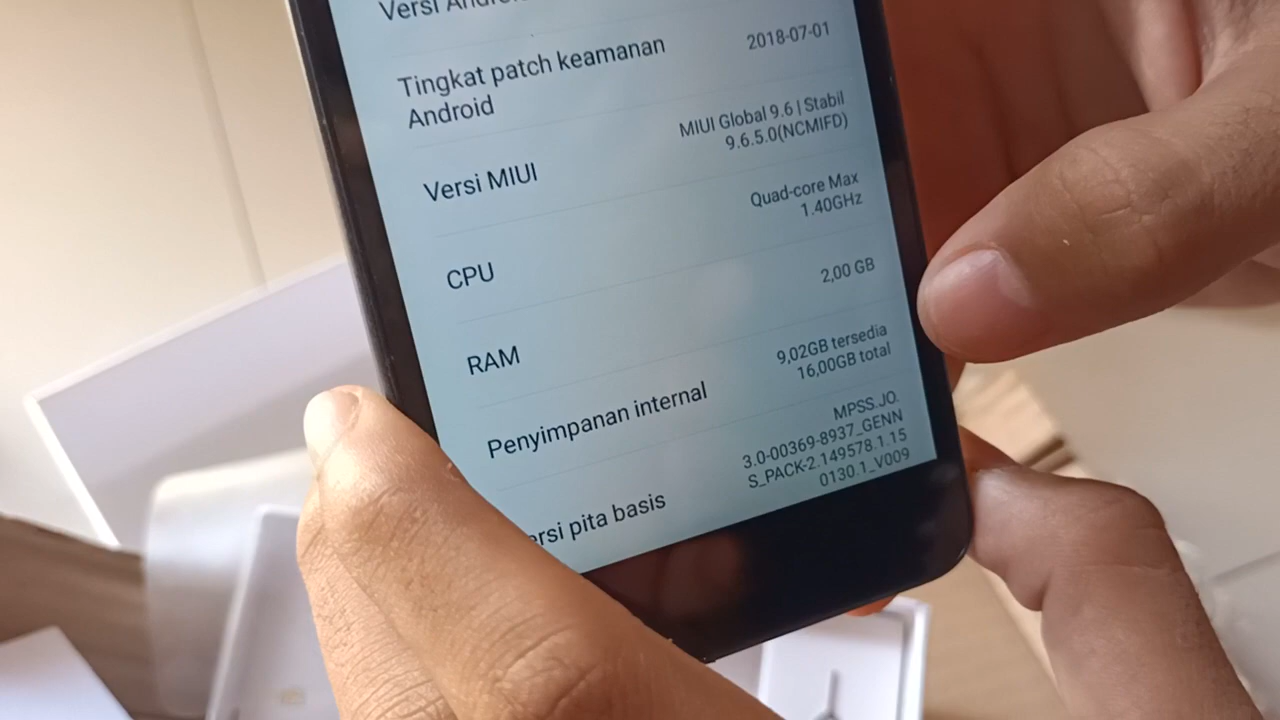 Versi Android
Tingkat patch keamanan
Android
2018-07-01
Versi MIUI
MIUI Global 9.6 | Stabil
9.6.5.0(NCMIFD)
CPU
Quad-core Max
1.40GHz
RAM
2,00 GB
Penyimpanan internal
9,02GB tersedia
16,00GB total
ersi pita basis
MPSS.JO.
3.0-00369-8937_GENN
S_PACK-2.149578.1.15
0130.1_V009